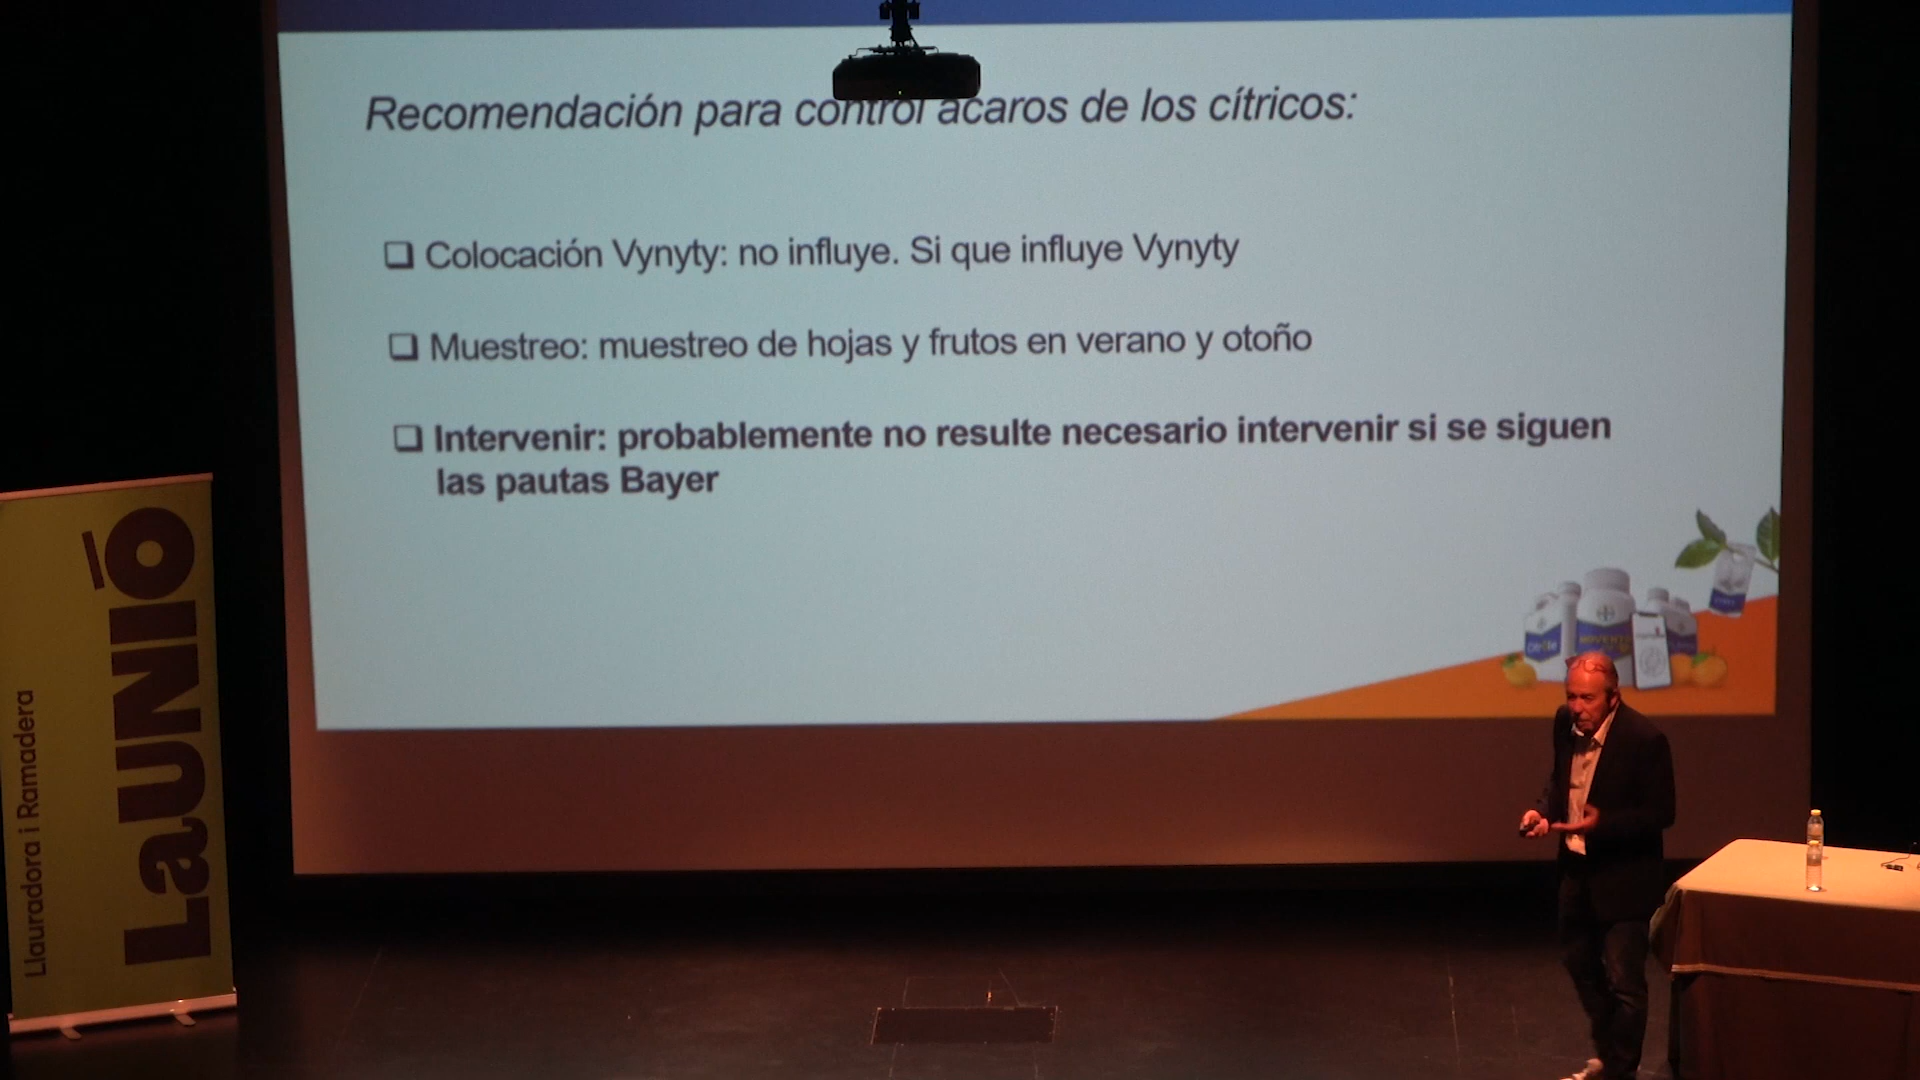 Recomendación para control acaros de los cítricos:
Colocación Vynyty: no influye. Si que influye Vynyty
Muestreo: muestreo de hojas y frutos en verano y otoño
Intervenir: probablemente no resulte necesario intervenir si se siguen
las pautas Bayer
LaUNIÓ
Llauradora i Ramadera